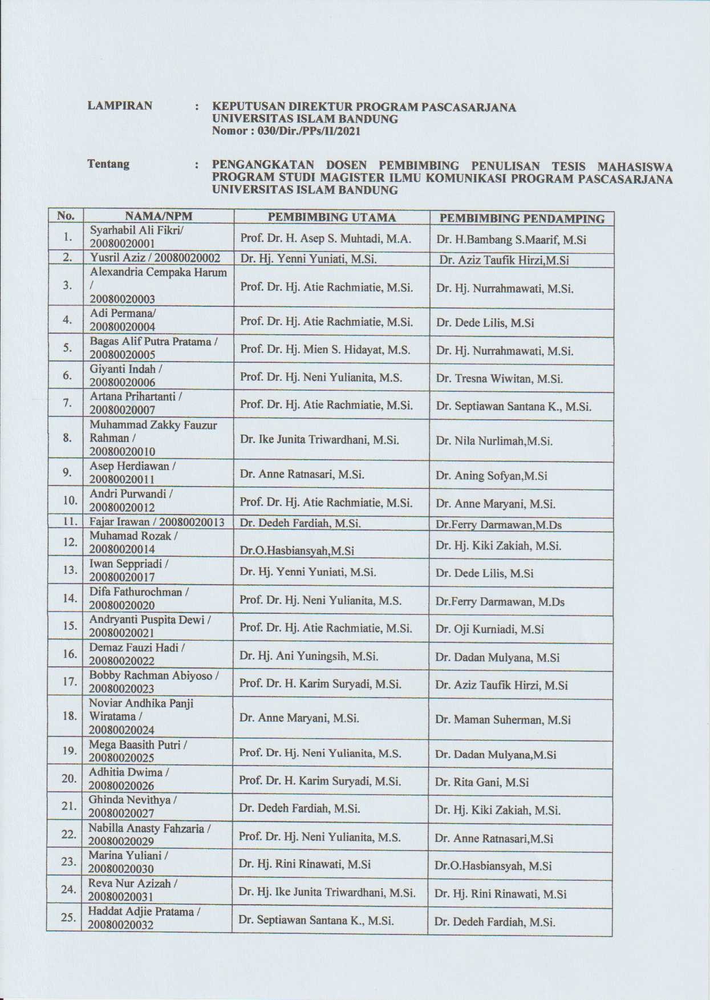 LAMPIRAN : KEPUTUSAN DIREKTUR PROGRAM PASCASARJANA
UNIVERSITAS ISLAM BANDUNG
Nomor : 030/Dir./PPs/II/2021
Tentang : PENGANGKATAN DOSEN PEMBIMBING PENULISAN TESIS MAHASISWA
PROGRAM STUDI MAGISTER ILMU KOMUNIKASI PROGRAM PASCASARJANA
UNIVERSITAS ISLAM BANDUNG
No. NAMA/NPM PEMBIMBING UTAMA PEMBIMBING PENDAMPING
1. Syarhabil Ali Fikri/
20080020001 Prof. Dr. H. Asep S. Muhtadi, M.A. Dr. H.Bambang S.Maarif, M.Si
2. Yusril Aziz / 20080020002 Dr. Hj. Yenni Yuniati, M.Si. Dr. Aziz Taufik Hirzi,M.Si
3. Alexandria Cempaka Harum
/
20080020003 Prof. Dr. Hj. Atie Rachmiatie, M.Si. Dr. Hj. Nurrahmawati, M.Si.
4. Adi Permana/
20080020004 Prof. Dr. Hj. Atie Rachmiatie, M.Si. Dr. Dede Lilis, M.Si
5. Bagas Alif Putra Pratama /
20080020005 Prof. Dr. Hj. Mien S. Hidayat, M.S. Dr. Hj. Nurrahmawati, M.Si.
6. Giyanti Indah /
20080020006 Prof. Dr. Hj. Neni Yulianita, M.S. Dr. Tresna Wiwitan, M.Si.
7. Artana Prihartanti /
20080020007 Prof. Dr. Hj. Atie Rachmiatie, M.Si. Dr. Septiawan Santana K., M.Si.
8. Muhammad Zakky Fauzur
Rahman /
20080020010 Dr. Ike Junita Triwardhani, M.Si. Dr. Nila Nurlimah,M.Si.
9. Asep Herdiawan /
20080020011 Dr. Anne Ratnasari, M.Si. Dr. Aning Sofyan,M.Si
10. Andri Purwandi /
20080020012 Prof. Dr. Hj. Atie Rachmiatie, M.Si. Dr. Anne Maryani, M.Si.
11. Fajar Irawan / 20080020013 Dr. Dedeh Fardiah, M.Si. Dr.Ferry Darmawan,M.Ds
12. Muhamad Rozak /
20080020014 Dr.O.Hasbiansyah,M.Si Dr. Hj. Kiki Zakiah, M.Si.
13. Iwan Seppriadi /
20080020017 Dr. Hj. Yenni Yuniati, M.Si. Dr. Dede Lilis, M.Si
14. Difa Fathurochman /
20080020020 Prof. Dr. Hj. Neni Yulianita, M.S. Dr.Ferry Darmawan, M.Ds
15. Andryanti Puspita Dewi /
20080020021 Prof. Dr. Hj. Atie Rachmiatie, M.Si. Dr. Oji Kurniadi, M.Si
16. Demaz Fauzi Hadi /
20080020022 Dr. Hj. Ani Yuningsih, M.Si. Dr. Dadan Mulyana, M.Si
17. Bobby Rachman Abiyoso /
20080020023 Prof. Dr. H. Karim Suryadi, M.Si. Dr. Aziz Taufik Hirzi, M.Si
18. Noviar Andhika Panji
Wiratama /
20080020024 Dr. Anne Maryani, M.Si. Dr. Maman Suherman, M.Si
19. Mega Baasith Putri /
20080020025 Prof. Dr. Hj. Neni Yulianita, M.S. Dr. Dadan Mulyana,M.Si
20. Adhitia Dwima /
20080020026 Prof. Dr. H. Karim Suryadi, M.Si. Dr. Rita Gani, M.Si
21. Ghinda Nevithya /
20080020027 Dr. Dedeh Fardiah, M.Si. Dr. Hj. Kiki Zakiah, M.Si.
22. Nabilla Anasty Fahzaria /
20080020029 Prof. Dr. Hj. Neni Yulianita, M.S. Dr. Anne Ratnasari,M.Si
23. Marina Yuliani /
20080020030 Dr. Hj. Rini Rinawati, M.Si Dr.O.Hasbiansyah, M.Si
24. Reva Nur Azizah /
20080020031 Dr. Hj. Ike Junita Triwardhani, M.Si. Dr. Hj. Rini Rinawati, M.Si
25. Haddat Adjie Pratama /
20080020032 Dr. Septiawan Santana K., M.Si. Dr. Dedeh Fardiah, M.Si.